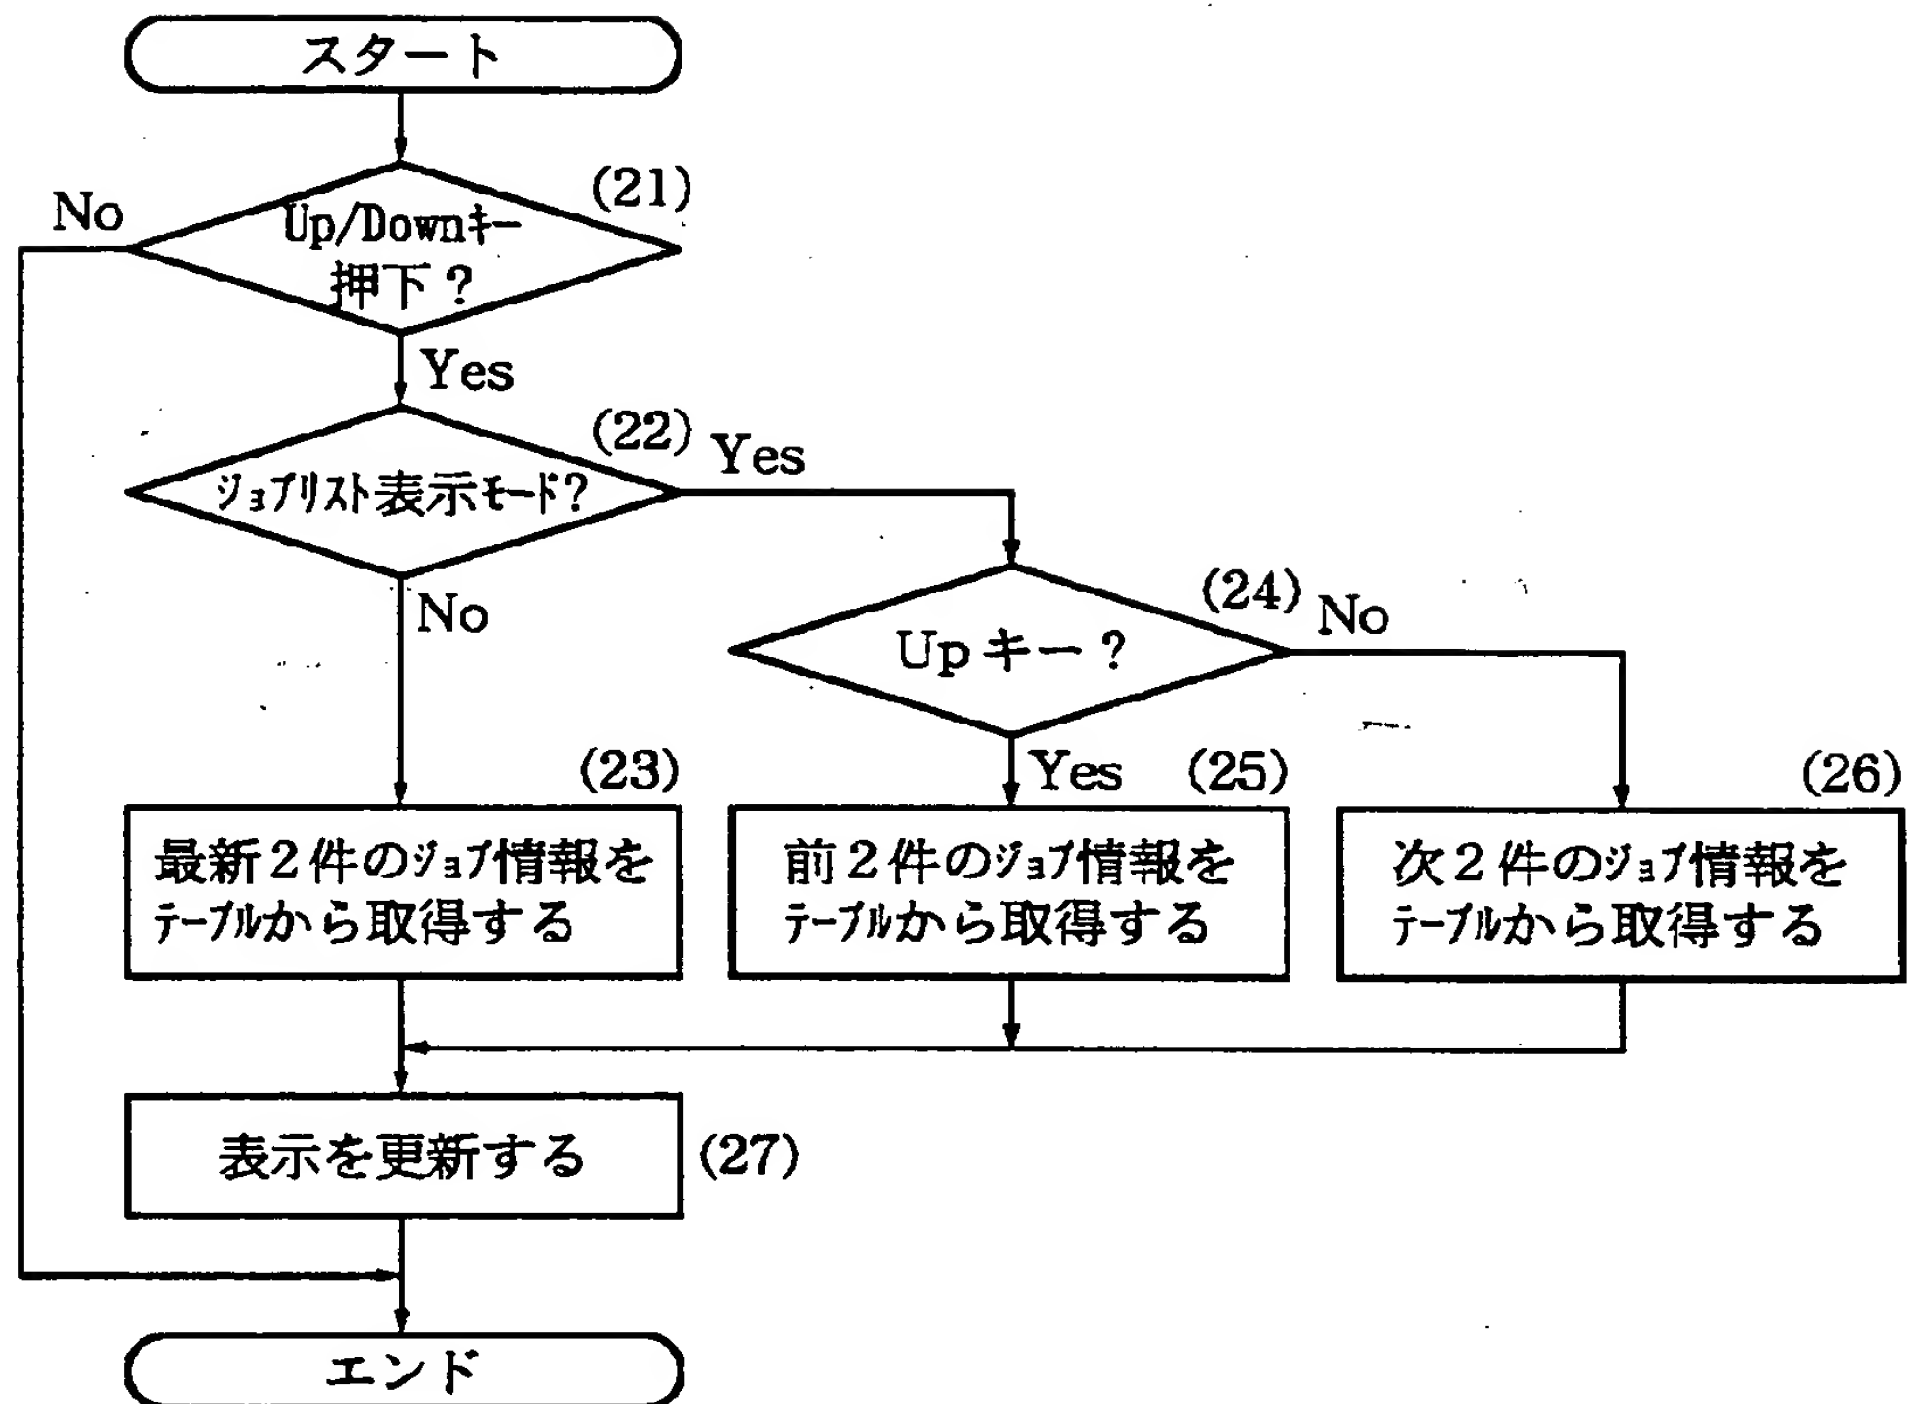 スタート
(21)
No
Up/Downｷｰ
押下？
Yes
(22)
Yes
ｼﾞｮﾌﾞﾘｽﾄ表示ﾓｰﾄﾞ?
No
(24)
No
Upキー？
(23)
Yes
(25)
(26)
最新２件のｼﾞｮﾌﾞ情報を
ﾃｰﾌﾞﾙから取得する
前２件のｼﾞｮﾌﾞ情報を
ﾃｰﾌﾞﾙから取得する
次２件のｼﾞｮﾌﾞ情報を
ﾃｰﾌﾞﾙから取得する
表示を更新する
(27)
エンド